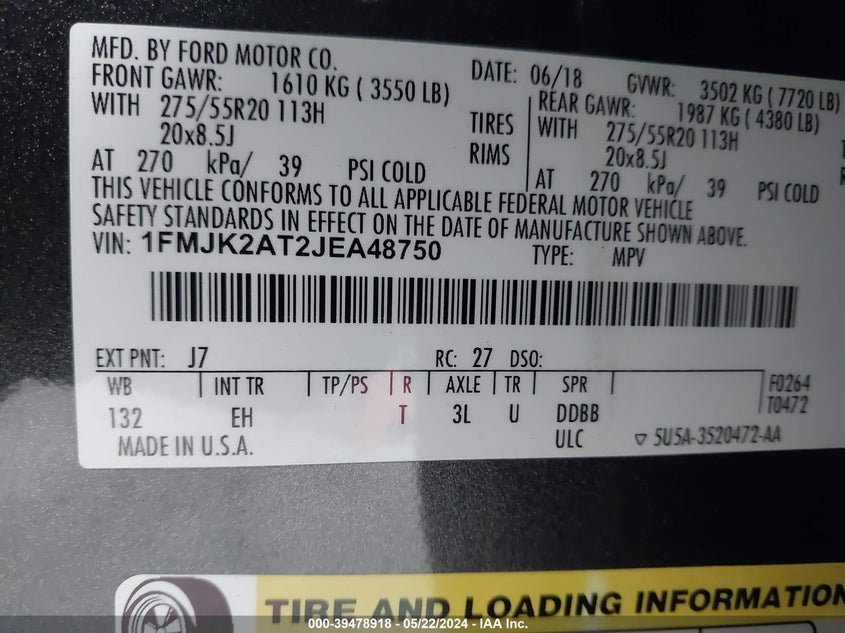 MFD. BY FORD MOTOR CO.
DATE: 06/18 GVWR: 3502 KG (7720 LB)
FRONT GAWR: 1610 KG (3550 LB)
REAR GAWR: 1987 KG (4380 LB)
WITH 275/55R20 113H TIRES
WITH 275/55R20 113H
20x8.5J RIMS
20x8.5J
AT 270 kPa/ 39 PSI COLD
AT 270 kPa/ 39 PSI COLD
THIS VEHICLE CONFORMS TO ALL APPLICABLE FEDERAL MOTOR VEHICLE
SAFETY STANDARDS IN EFFECT ON THE DATE OF MANUFACTURE SHOWN ABOVE.
VIN: 1FMJK2AT2JEA48750 TYPE: MPV
EXT PNT: J7 RC: 27 DSO:
WB INT TR TP/PS R AXLE TR SPR F0264
132 EH T 3L U DDBB T0472
ULC 5U5A-3520472-AA
MADE IN U.S.A.
TIRE AND LOADING INFORMATION
000-39478918 - 05/22/2024 - IAA Inc.